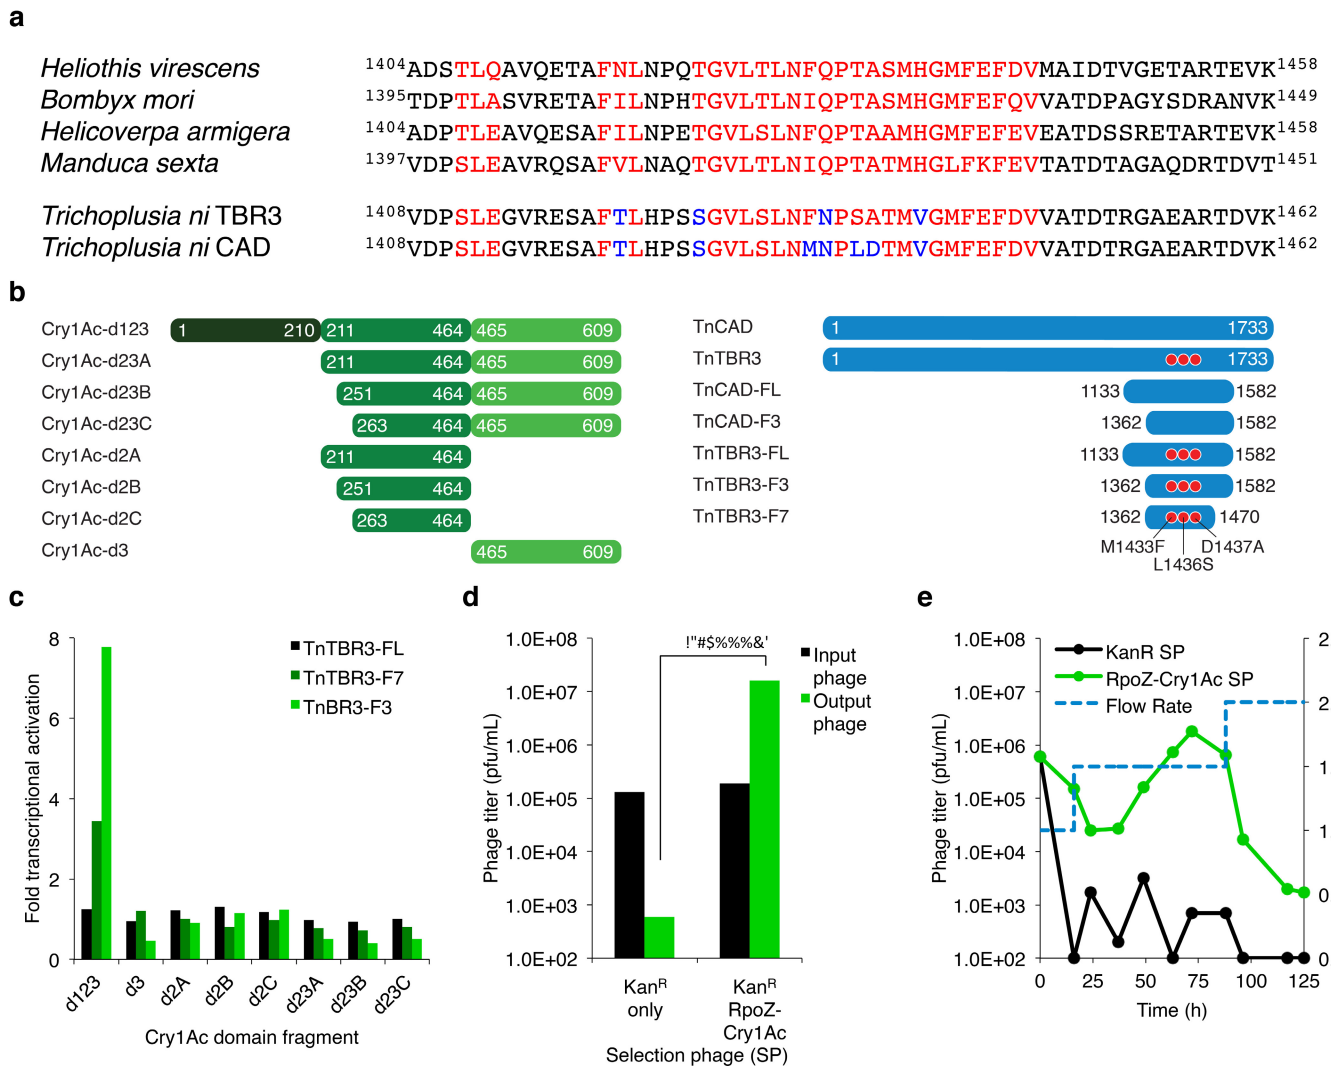 a
Heliothis virescens 1404ADSTLQAVQETAFNLNPQTGVLTLNFQPTASMHGMFEFDVMAIDTVGETARTEVK1458
Bombyx mori 1395TDPTLASVRETAFILNPHTGVLTLNIQPTASMHGMFEFQVVATDPAGYSDRANVK1449
Helicoverpa armigera 1404ADPTLEAVQESAFILNPETGVLSLNFQPTAAMHGMFEFEVEATDSSRETARTEVK1458
Manduca sexta 1397VDPSLEAVRQSAFVLNAQTGVLTLNIQPTATMHGLFKFEVTATDTAGAQDRTDVT1451
Trichoplusia ni TBR3 1408VDPSLEGVRESAFTLHPSSGVLSLNFNPSATMVGMFEFDVVATDTRGAEARTDVK1462
Trichoplusia ni CAD 1408VDPSLEGVRESAFTLHPSSGVLSLNMNPLDTMVGMFEFDVVATDTRGAEARTDVK1462
b
Cry1Ac-d123 1 210 211 464 465 609
Cry1Ac-d23A 211 464 465 609
Cry1Ac-d23B 251 464 465 609
Cry1Ac-d23C 263 464 465 609
Cry1Ac-d2A 211 464
Cry1Ac-d2B 251 464
Cry1Ac-d2C 263 464
Cry1Ac-d3 465 609
TnCAD 1 1733
TnTBR3 1 1733
TnCAD-FL 1133 1582
TnCAD-F3 1362 1582
TnTBR3-FL 1133 1582
TnTBR3-F3 1362 1582
TnTBR3-F7 1362 1470
M1433F D1437A
L1436S
c
Fold transcriptional activation
8
6
4
2
0
TnTBR3-FL
TnTBR3-F7
TnBR3-F3
d123 d3 d2A d2B d2C d23A d23B d23C
Cry1Ac domain fragment
d
Phage titer (pfu/mL)
1.0E+08
1.0E+07
1.0E+06
1.0E+05
1.0E+04
1.0E+03
1.0E+02
!"#$%%%&'
Input
phage
Output
phage
KanR KanR
only RpoZ-
Cry1Ac
Selection phage (SP)
e
Phage titer (pfu/mL)
1.0E+08
1.0E+07
1.0E+06
1.0E+05
1.0E+04
1.0E+03
1.0E+02
KanR SP
RpoZ-Cry1Ac SP
Flow Rate
2
2
1
1
0
0
0 25 50 75 100 125
Time (h)